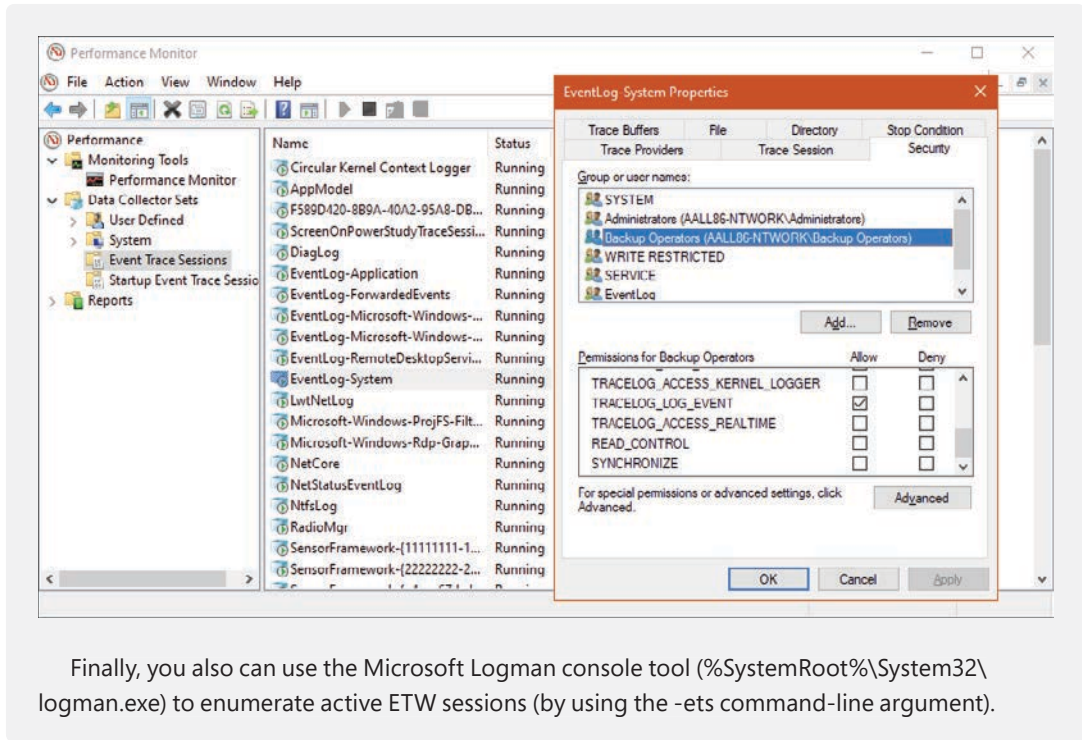 Performance Monitor
File Action View Window Help
Performance
Monitoring Tools
Performance Monitor
Data Collector Sets
User Defined
System
Event Trace Sessions
Startup Event Trace Sessio
Reports
Name Status
Circular Kernel Context Logger Running
AppModel Running
F589D420-8B9A-40A2-95A8-DB... Running
ScreenOnPowerStudyTraceSessi... Running
DiagLog Running
EventLog-Application Running
EventLog-ForwardedEvents Running
EventLog-Microsoft-Windows-... Running
EventLog-Microsoft-Windows-... Running
EventLog-RemoteDesktopServi... Running
EventLog-System Running
LwtNetLog Running
Microsoft-Windows-ProjFS-Filt... Running
Microsoft-Windows-Rdp-Grap... Running
NetCore Running
NetStatusEventLog Running
NtfsLog Running
RadioMgr Running
SensorFramework-{11111111-1... Running
SensorFramework-{22222222-2... Running
EventLog-System Properties
Trace Buffers File Directory Stop Condition
Trace Providers Trace Session Security
Group or user names:
SYSTEM
Administrators (AALL86-NTWORK\Administrators)
Backup Operators (AALL86-NTWORK\Backup Operators)
WRITE RESTRICTED
SERVICE
EventLog
Add... Remove
Permissions for Backup Operators Allow Deny
TRACELOG_ACCESS_KERNEL_LOGGER
TRACELOG_LOG_EVENT
TRACELOG_ACCESS_REALTIME
READ_CONTROL
SYNCHRONIZE
For special permissions or advanced settings, click
Advanced.
Advanced
OK Cancel Apply
Finally, you also can use the Microsoft Logman console tool (%SystemRoot%\System32\
logman.exe) to enumerate active ETW sessions (by using the -ets command-line argument).